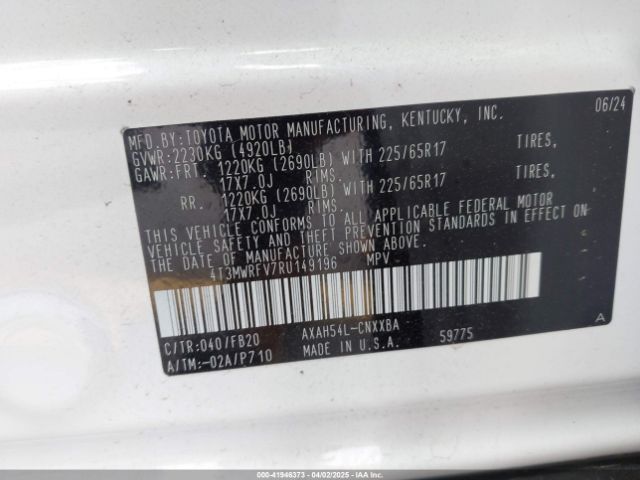 06/24
MFD.BY:TOYOTA MOTOR MANUFACTURING, KENTUCKY, INC.
GVWR:2230KG (4920LB)
GAWR:FRT. 1220KG (2690LB) WITH 225/65R17 TIRES,
17X7.0J RIMS.
RR. 1220KG (2690LB) WITH 225/65R17 TIRES,
17X7.0J RIMS.
THIS VEHICLE CONFORMS TO ALL APPLICABLE FEDERAL MOTOR
VEHICLE SAFETY AND THEFT PREVENTION STANDARDS IN EFFECT ON
THE DATE OF MANUFACTURE SHOWN ABOVE.
4T3MWRFV7RU149196 MPV
C/TR:040/FB20 AXAH54L-CNXXBA A
A/TM:-02A/P710 MADE IN U.S.A. 59775
000-41946373 - 04/02/2025 - IAA, Inc.